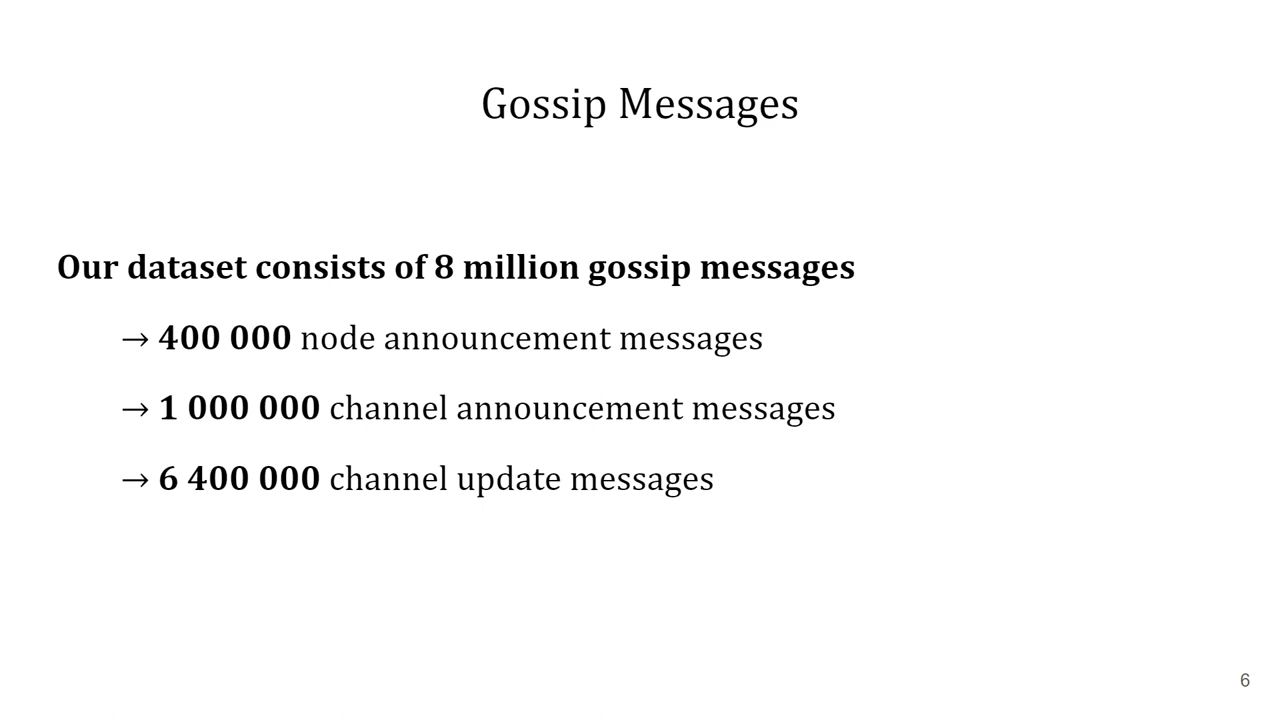 Gossip Messages
Our dataset consists of 8 million gossip messages
→ 400 000 node announcement messages
→ 1 000 000 channel announcement messages
→ 6 400 000 channel update messages
6